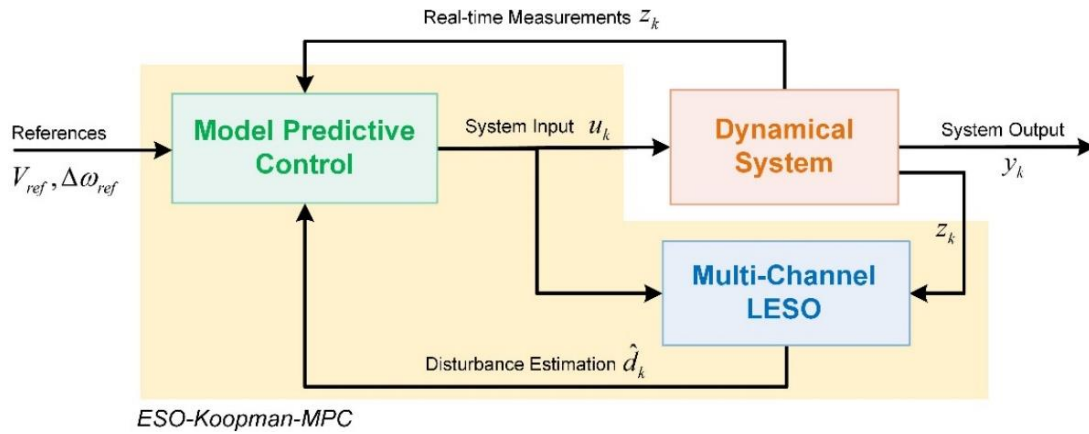 Real-time Measurements z_k
Model Predictive
Control
References
V_ref, Δω_ref
System Input u_k
Dynamical
System
System Output
y_k
z_k
Multi-Channel
LESO
Disturbance Estimation d̂_k
ESO-Koopman-MPC